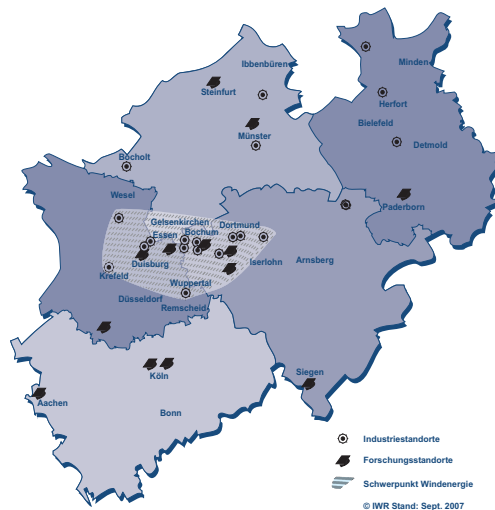 Ibbenbüren
Minden
Steinfurt
Herfort
Bielefeld
Münster
Detmold
Bocholt
Wesel
Paderborn
Gelsenkirchen
Dortmund
Essen
Bochum
Duisburg
Iserlohn
Arnsberg
Krefeld
Wuppertal
Düsseldorf
Remscheid
Köln
Siegen
Aachen
Bonn
Industriestandorte
Forschungsstandorte
Schwerpunkt Windenergie
© IWR Stand: Sept. 2007